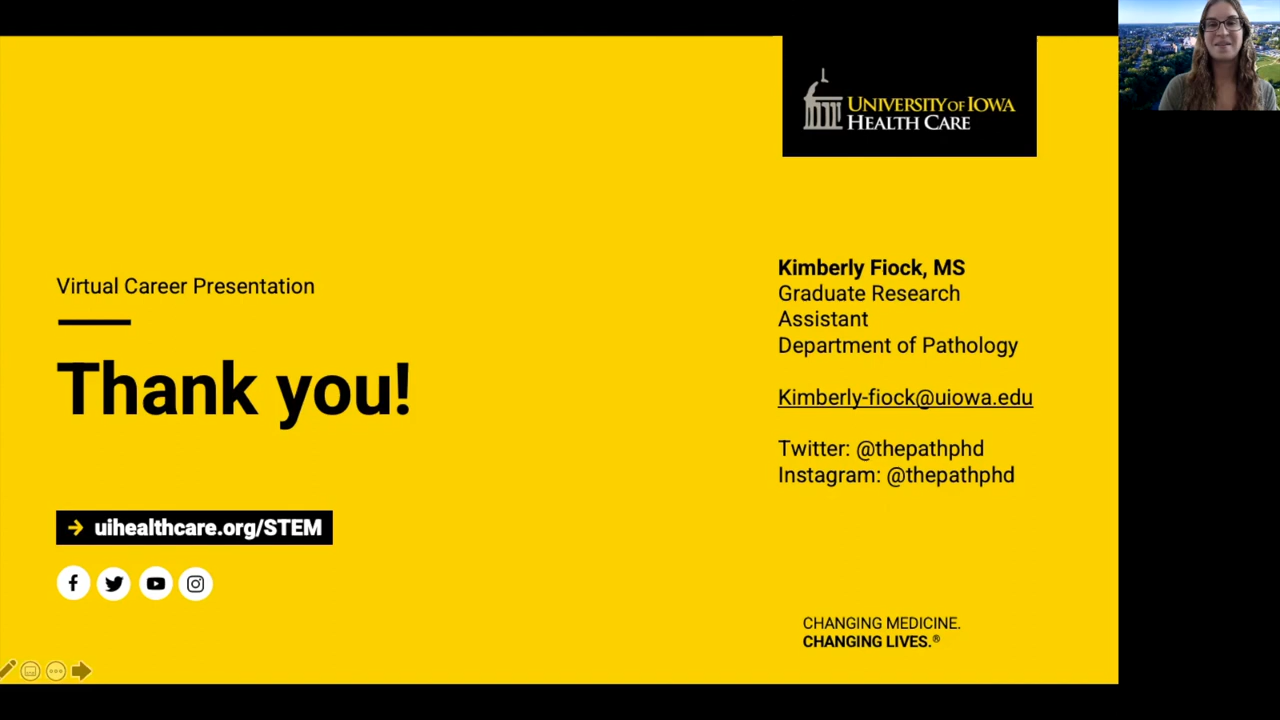 UNIVERSITY OF IOWA
HEALTH CARE
Virtual Career Presentation
Thank you!
uihealthcare.org/STEM
Kimberly Fiock, MS
Graduate Research
Assistant
Department of Pathology
Kimberly-fiock@uiowa.edu
Twitter: @thepathphd
Instagram: @thepathphd
CHANGING MEDICINE.
CHANGING LIVES.®